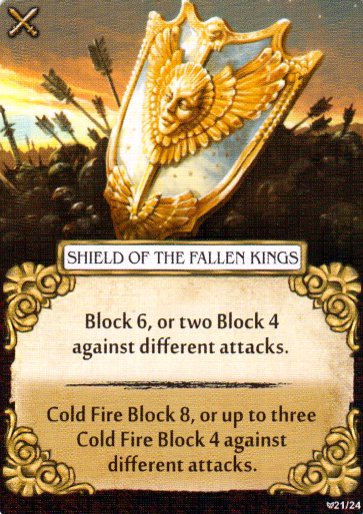 SHIELD OF THE FALLEN KINGS
Block 6, or two Block 4
against different attacks.
Cold Fire Block 8, or up to three
Cold Fire Block 4 against
different attacks.
21/24